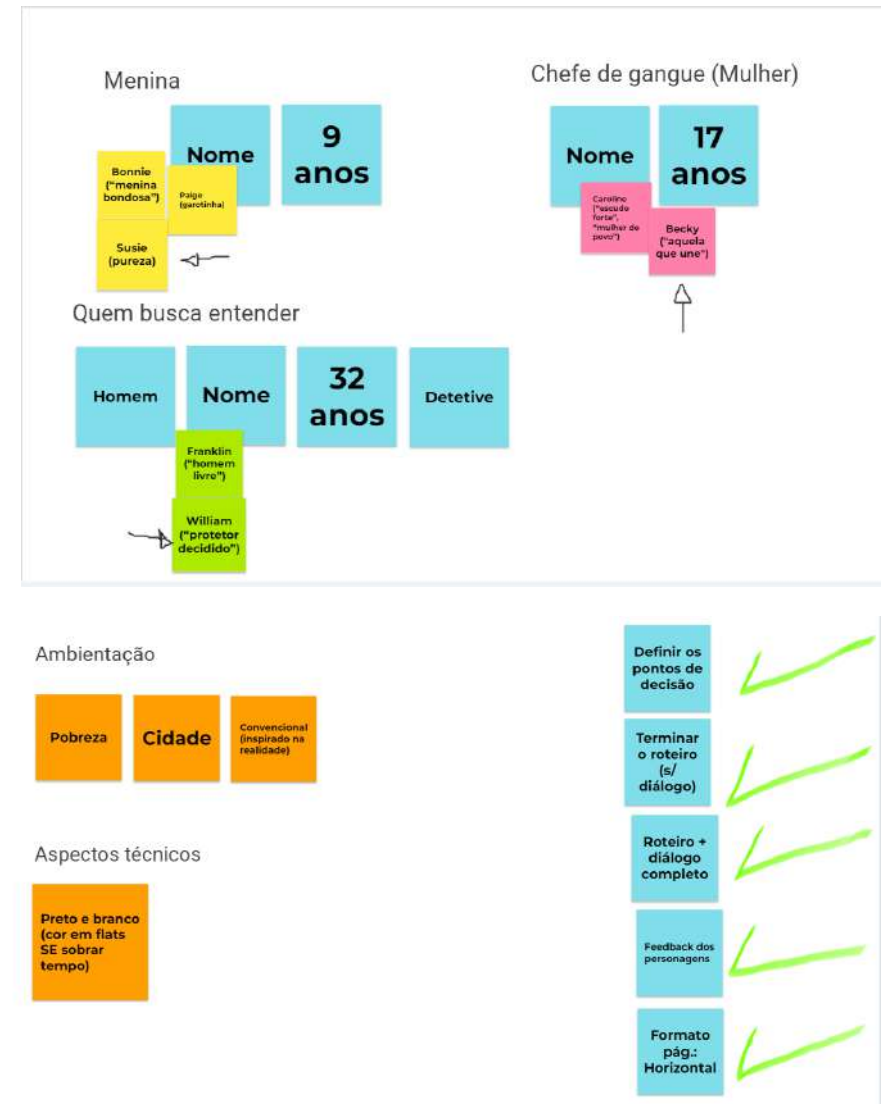 Menina
Nome
9
anos
Bonnie
("menina
bondosa")
Paige
(garotinha)
Susie
(pureza)
Chefe de gangue (Mulher)
Nome
17
anos
Caroline
("escudo
forte",
"mulher do
povo")
Becky
("aquela
que une")
Quem busca entender
Homem
Nome
32
anos
Detetive
Franklin
("homem
livre")
William
("protetor
decidido")
Ambientação
Pobreza
Cidade
Convencional
(inspirado na
realidade)
Aspectos técnicos
Preto e branco
(cor em flats
SE sobrar
tempo)
Definir os
pontos de
decisão
Terminar
o roteiro
(s/
diálogo)
Roteiro +
diálogo
completo
Feedback dos
personagens
Formato
pág.:
Horizontal